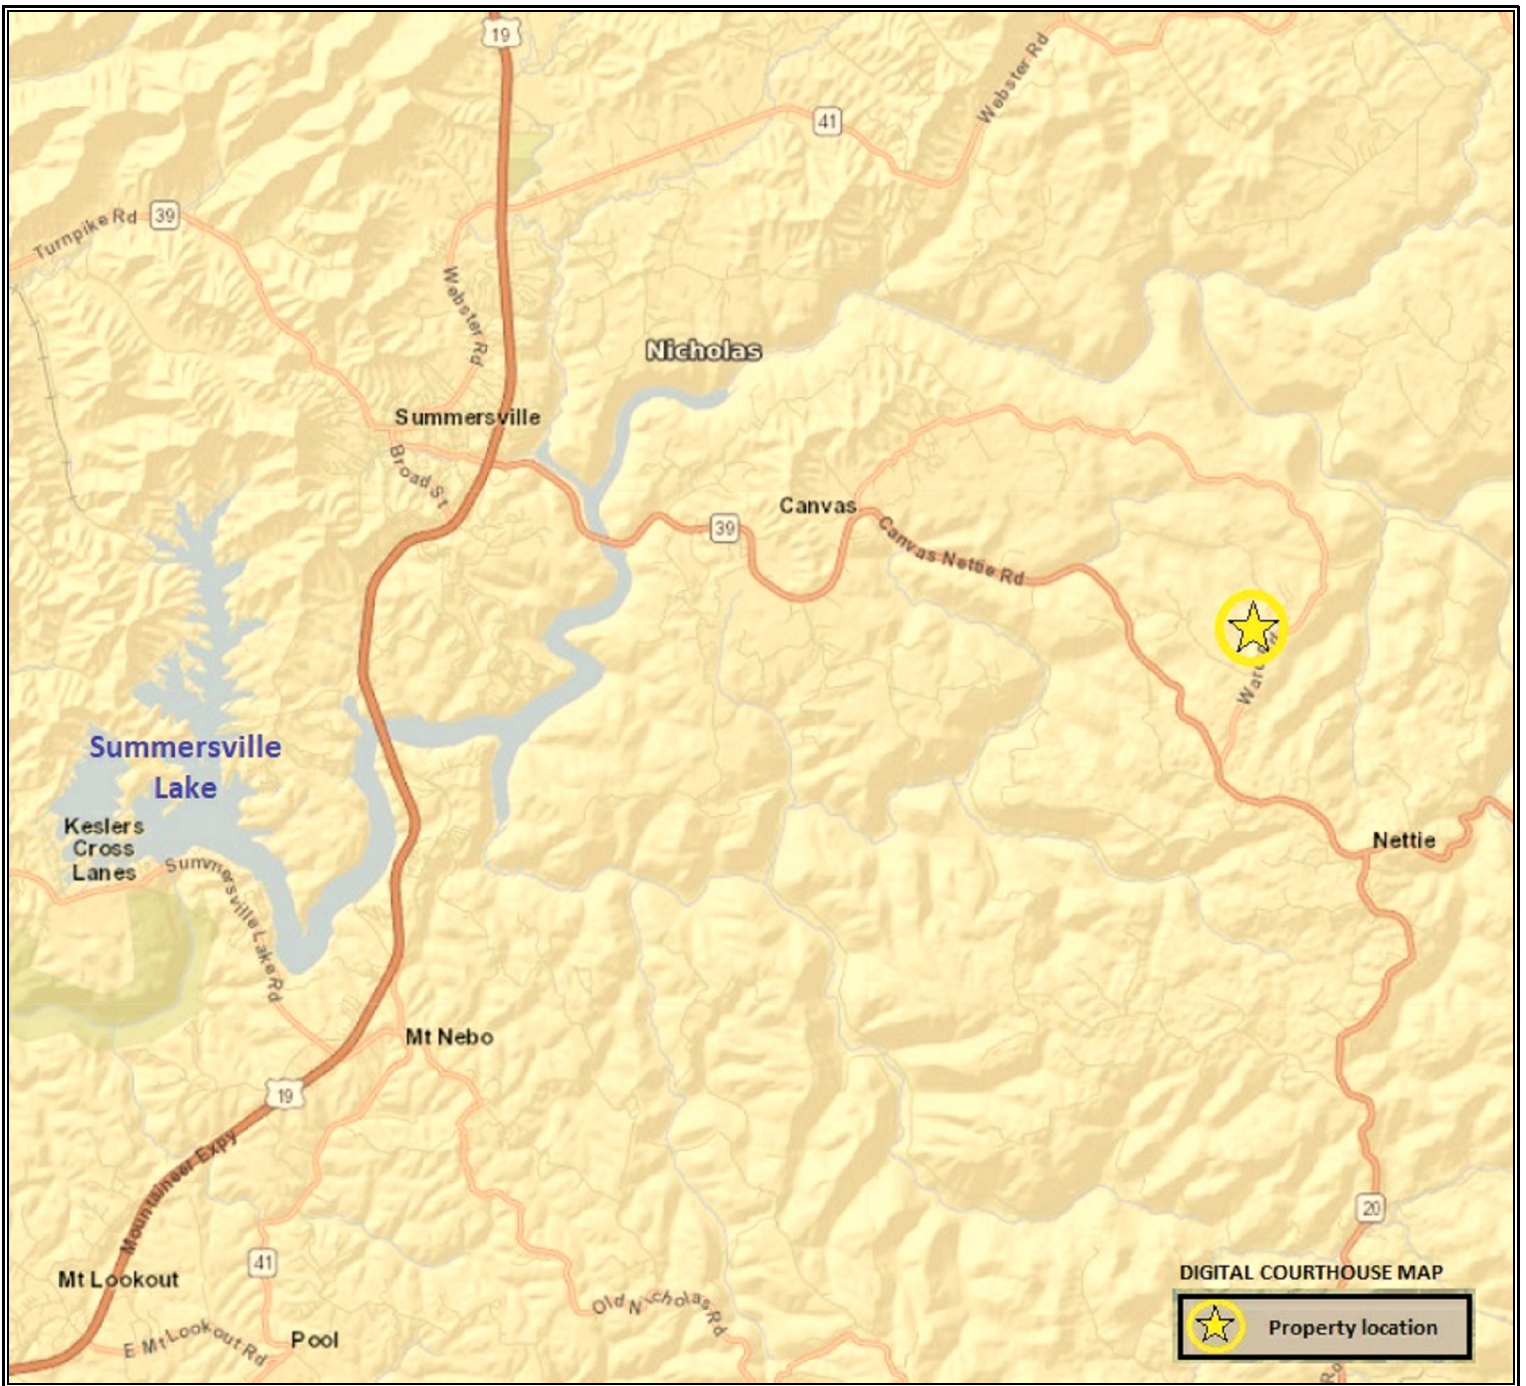 19
41
Webster Rd
Turnpike Rd
39
Webster Rd
Nicholas
Summersville
Broad St
Canvas
39
Canvas Nettie Rd
Summersville
Lake
Keslers
Cross
Lanes
Summersville Lake Rd
Nettie
Mt Nebo
19
Mountaineer Expy
20
41
Mt Lookout
E Mt Lookout Rd
Pool
Old Nicholas Rd
DIGITAL COURTHOUSE MAP
Property location